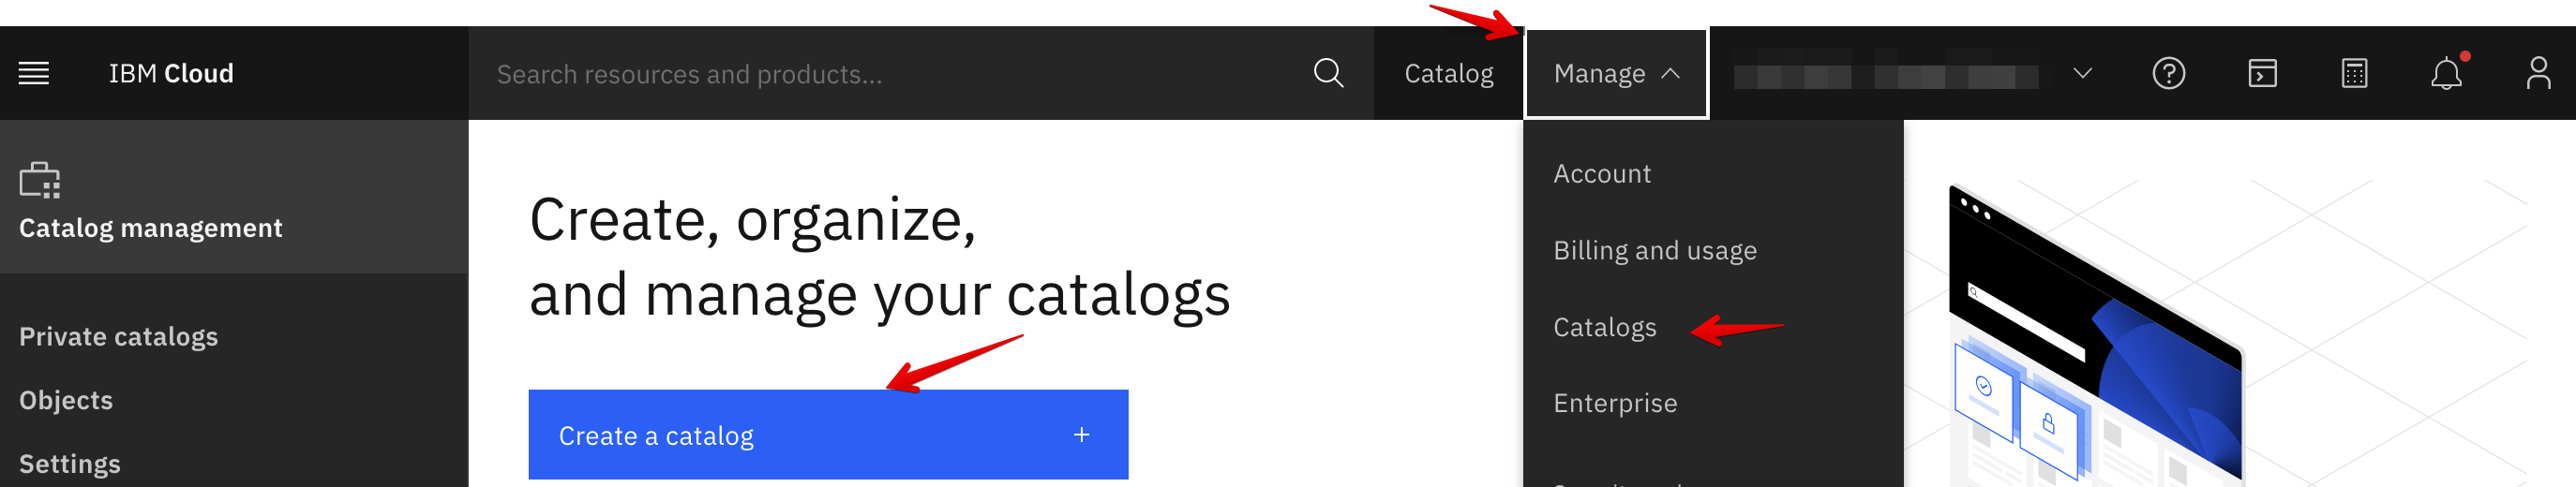 IBM Cloud
Search resources and products...
Catalog
Manage
Catalog management
Private catalogs
Objects
Settings
Create, organize,
and manage your catalogs
Create a catalog
Account
Billing and usage
Catalogs
Enterprise